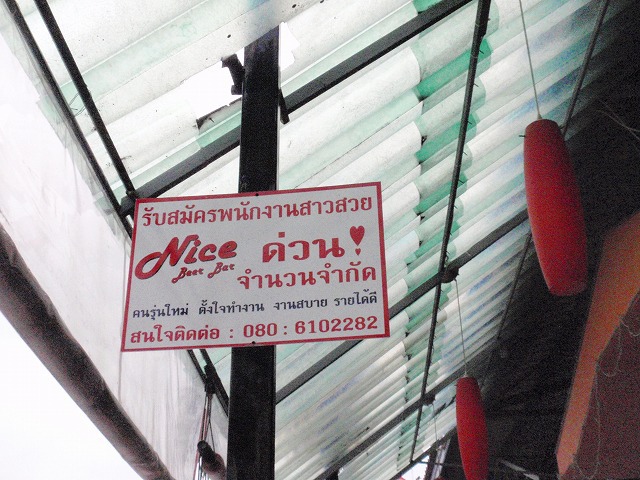 รับสมัครพนักงานสาวสวย
Nice ด่วน!
Beer Bar จำนวนจำกัด
คนรุ่นใหม่ ตั้งใจทำงาน งานสบาย รายได้ดี
สนใจติดต่อ : 080 : 6102282